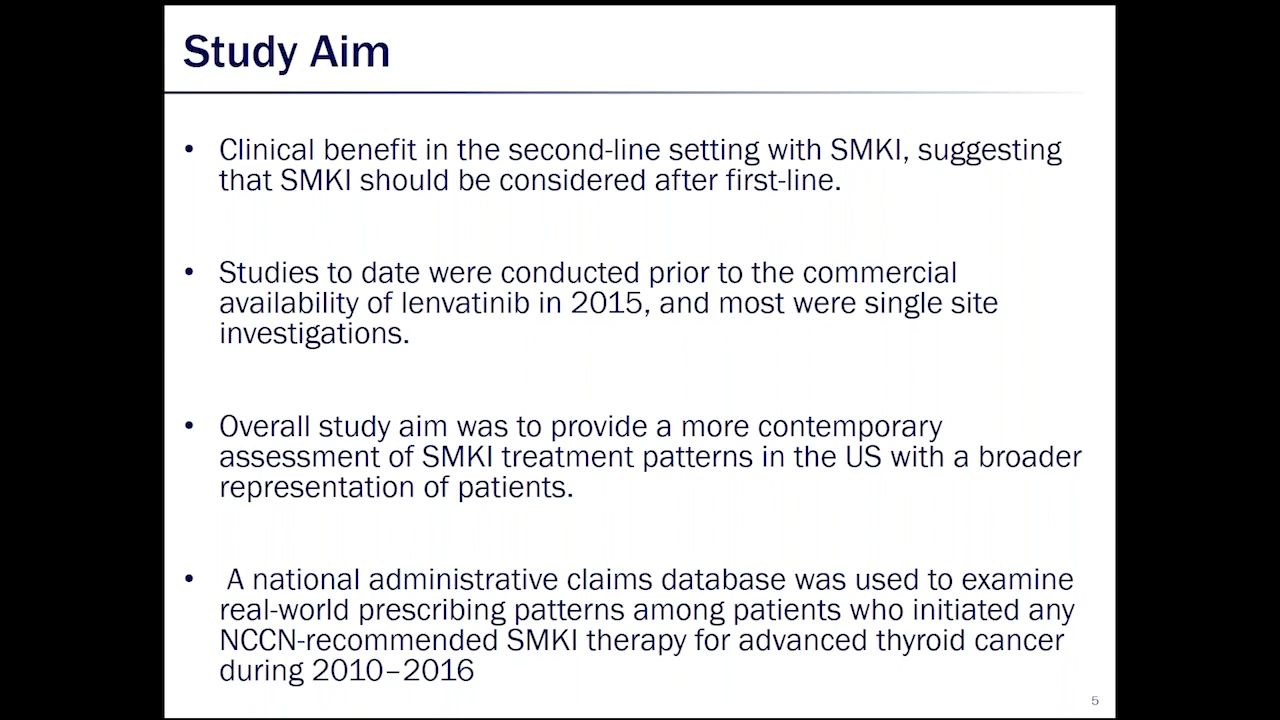 Study Aim
• Clinical benefit in the second-line setting with SMKI, suggesting
that SMKI should be considered after first-line.
• Studies to date were conducted prior to the commercial
availability of lenvatinib in 2015, and most were single site
investigations.
• Overall study aim was to provide a more contemporary
assessment of SMKI treatment patterns in the US with a broader
representation of patients.
• A national administrative claims database was used to examine
real-world prescribing patterns among patients who initiated any
NCCN-recommended SMKI therapy for advanced thyroid cancer
during 2010–2016
5